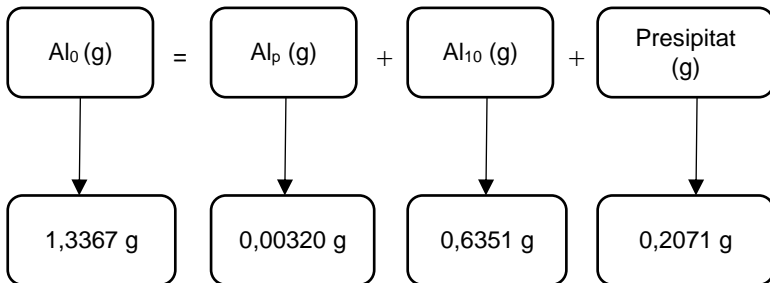 Al₀ (g) = Alₚ (g) + Al₁₀ (g) + Presipitat
(g)
1,3367 g 0,00320 g 0,6351 g 0,2071 g